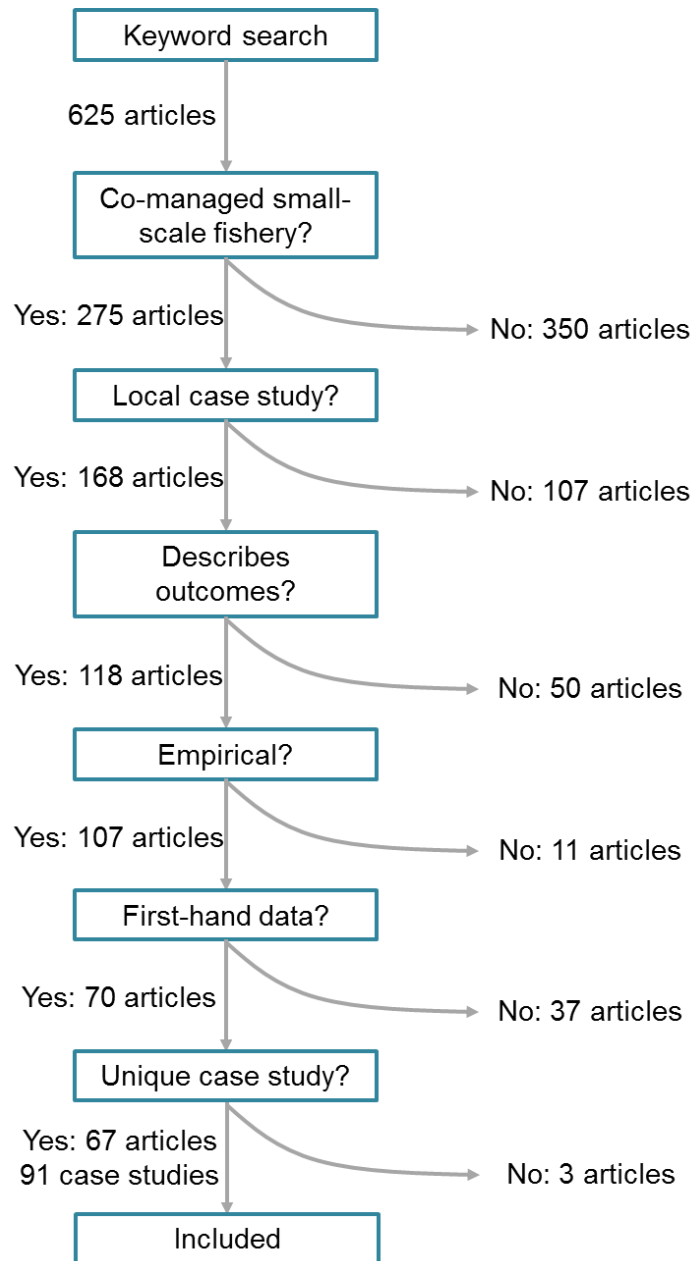 Keyword search
625 articles
Co-managed small-
scale fishery?
Yes: 275 articles
No: 350 articles
Local case study?
Yes: 168 articles
No: 107 articles
Describes
outcomes?
Yes: 118 articles
No: 50 articles
Empirical?
Yes: 107 articles
No: 11 articles
First-hand data?
Yes: 70 articles
No: 37 articles
Unique case study?
Yes: 67 articles
91 case studies
No: 3 articles
Included